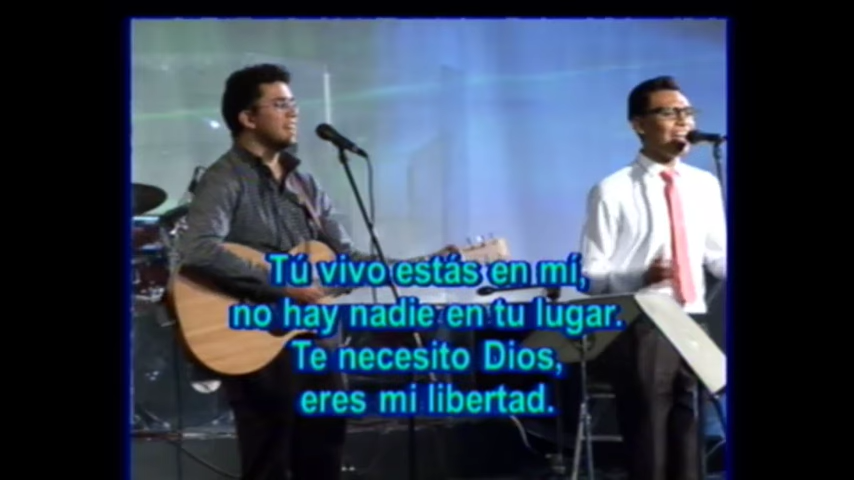 Tú vivo estás en mí,
no hay nadie en tu lugar.
Te necesito Dios,
eres mi libertad.